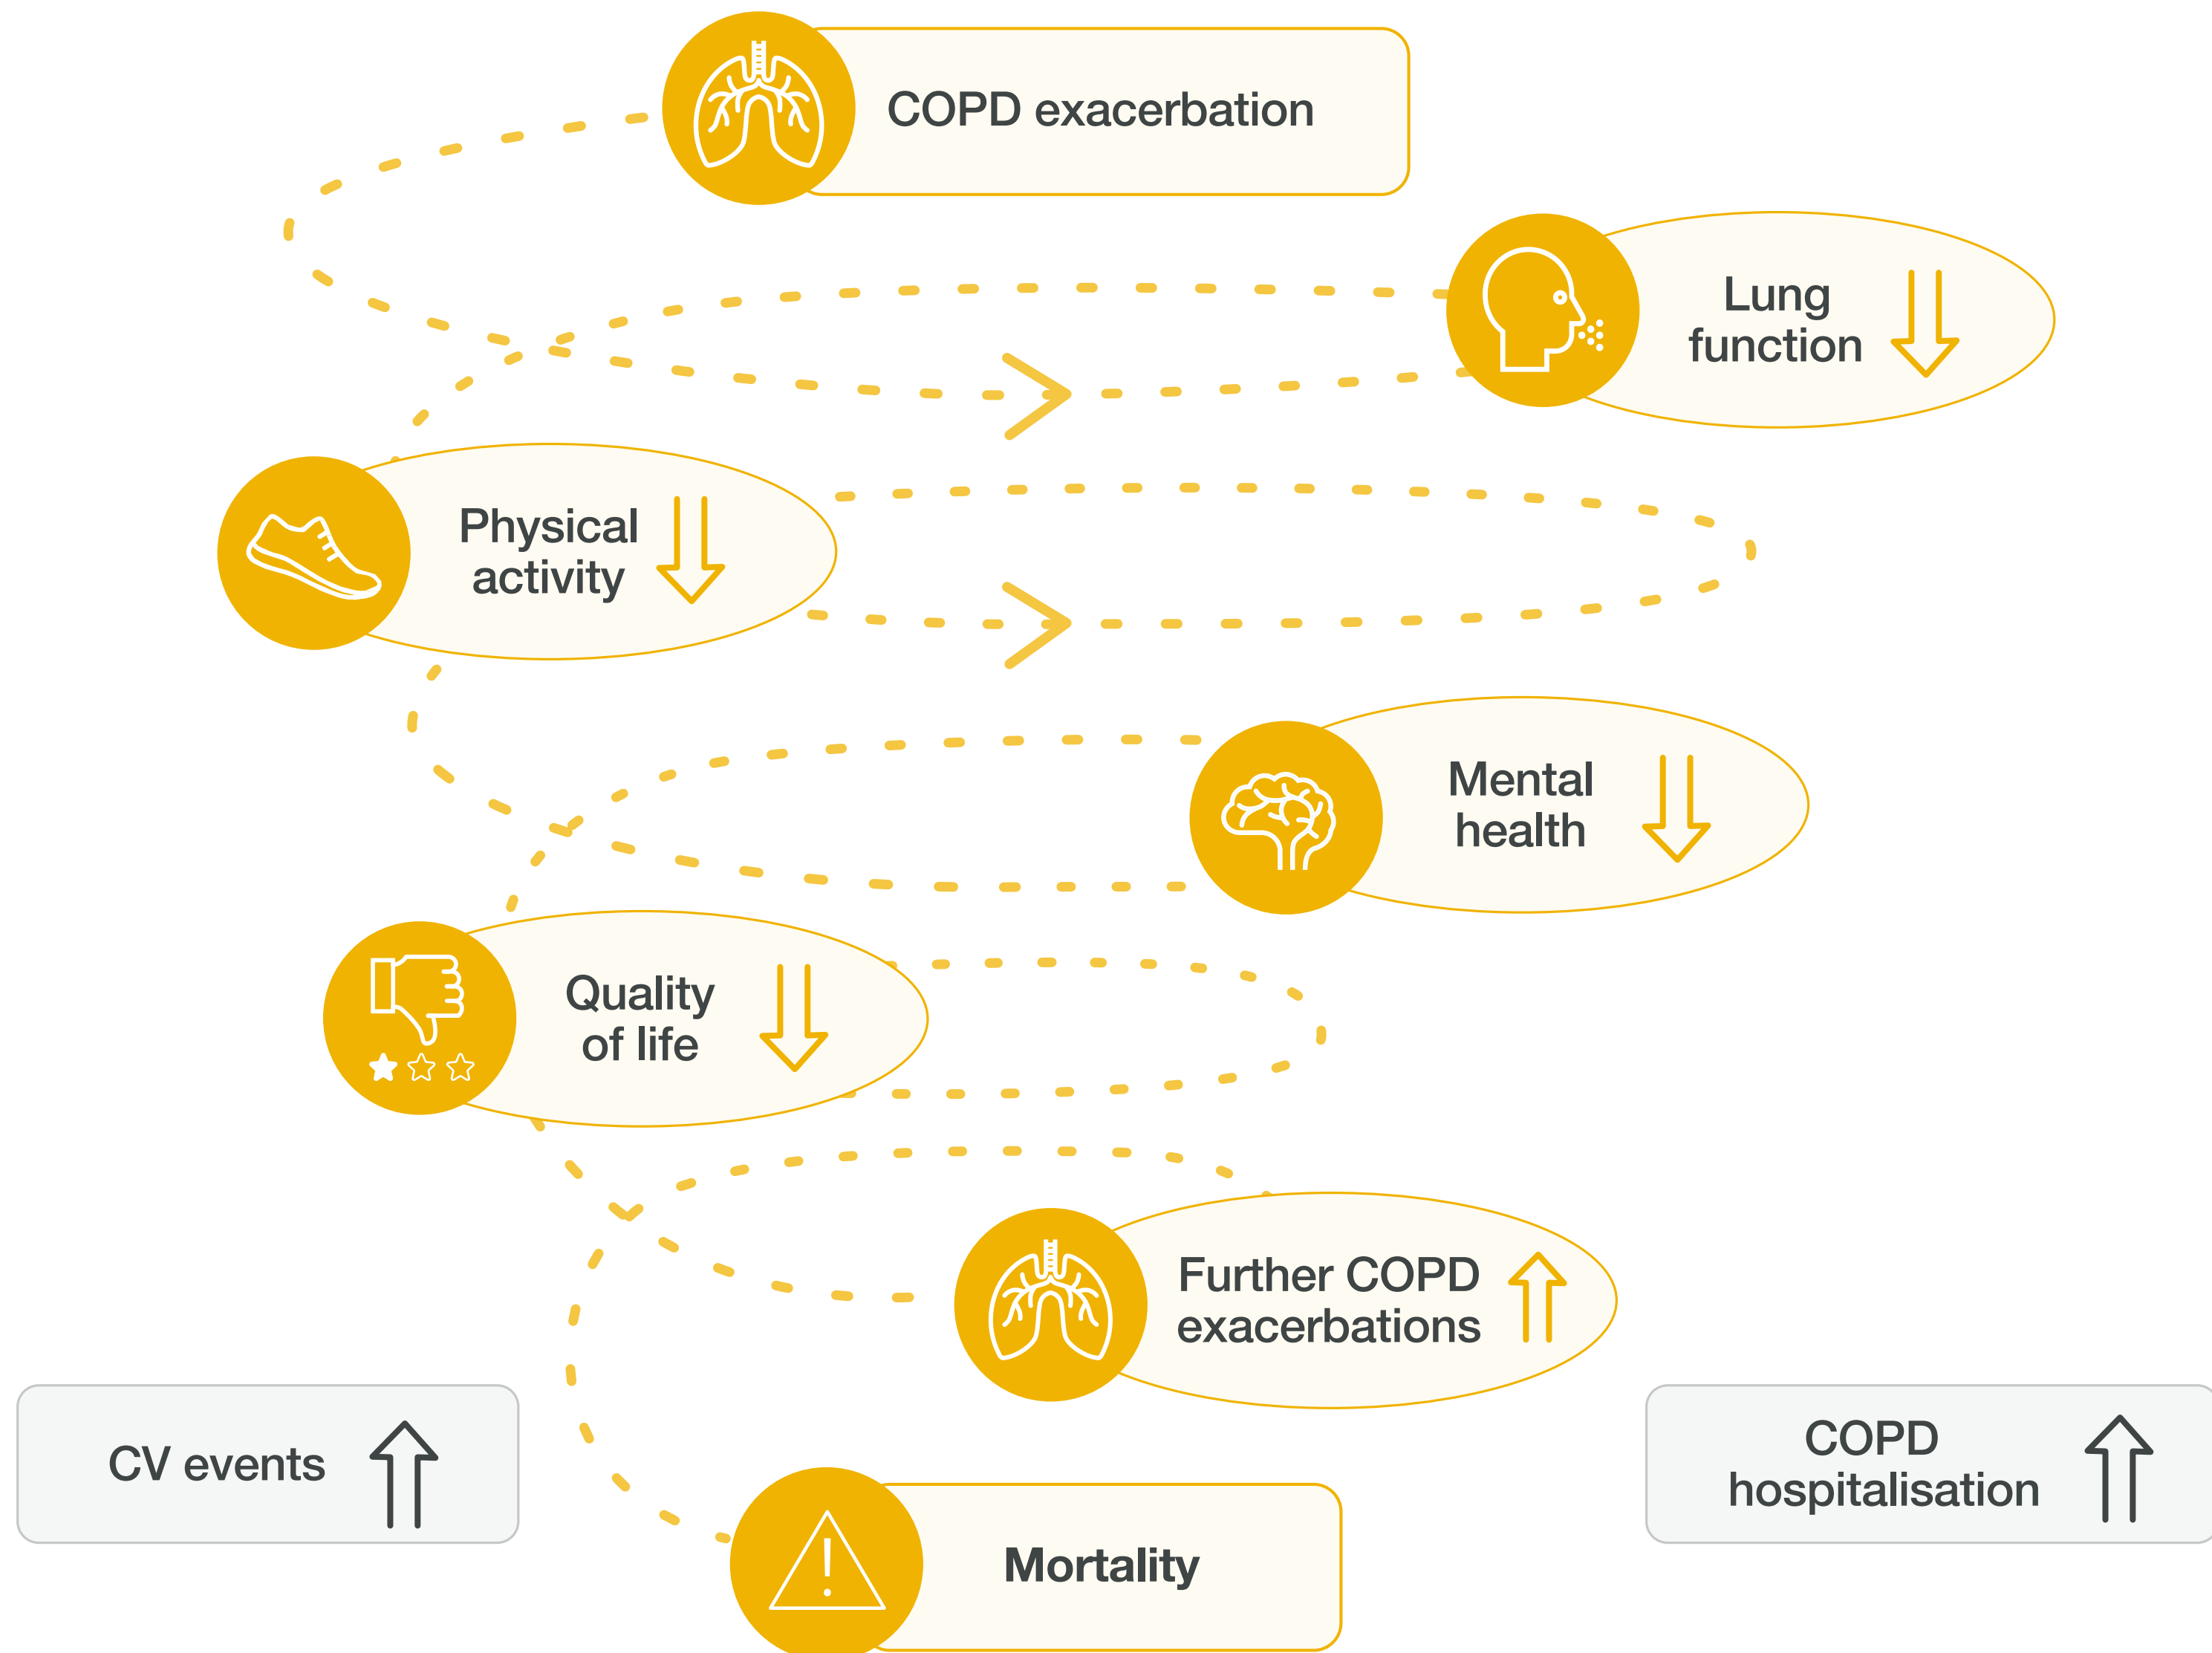 COPD exacerbation
Lung
function
Physical
activity
Mental
health
Quality
of life
Further COPD
exacerbations
CV events
COPD
hospitalisation
Mortality